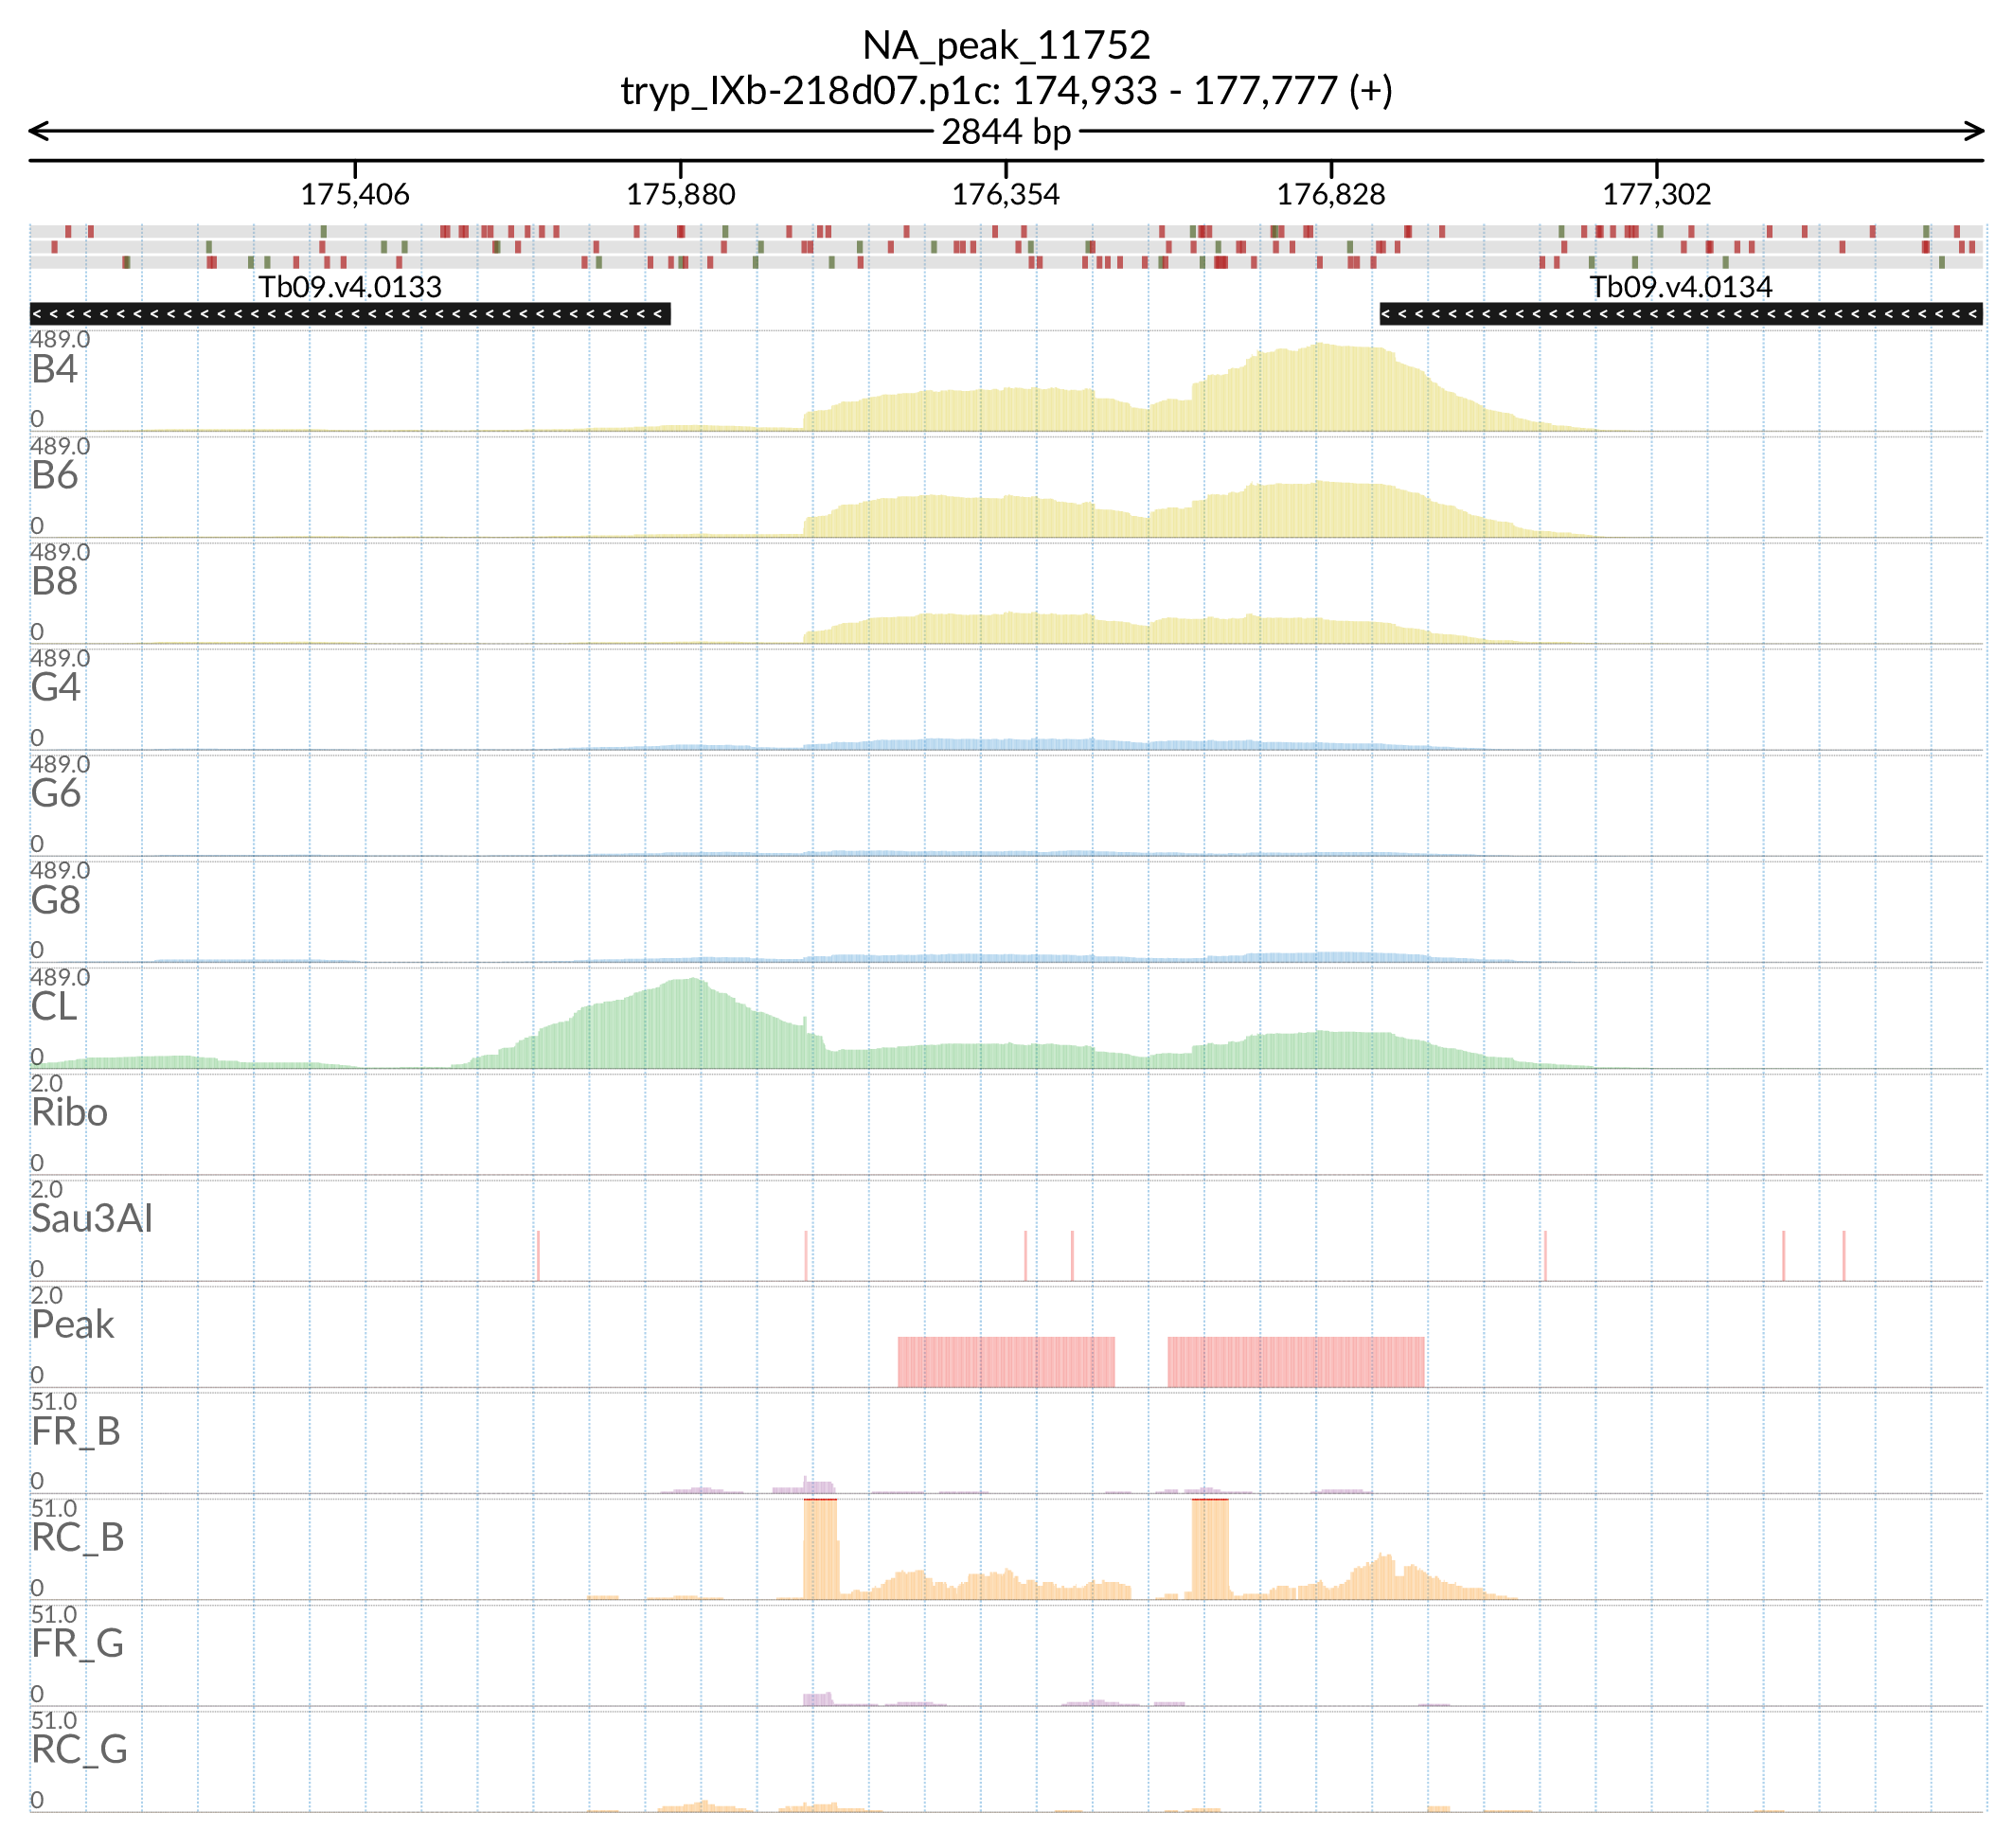 NA_peak_11752
tryp_IXb-218d07.p1c: 174,933 - 177,777 (+)
2844 bp
175,406 175,880 176,354 176,828 177,302
Tb09.v4.0133 Tb09.v4.0134
489.0
B4
0
489.0
B6
0
489.0
B8
0
489.0
G4
0
489.0
G6
0
489.0
G8
0
489.0
CL
0
2.0
Ribo
0
2.0
Sau3AI
0
2.0
Peak
0
51.0
FR_B
0
51.0
RC_B
0
51.0
FR_G
0
51.0
RC_G
0